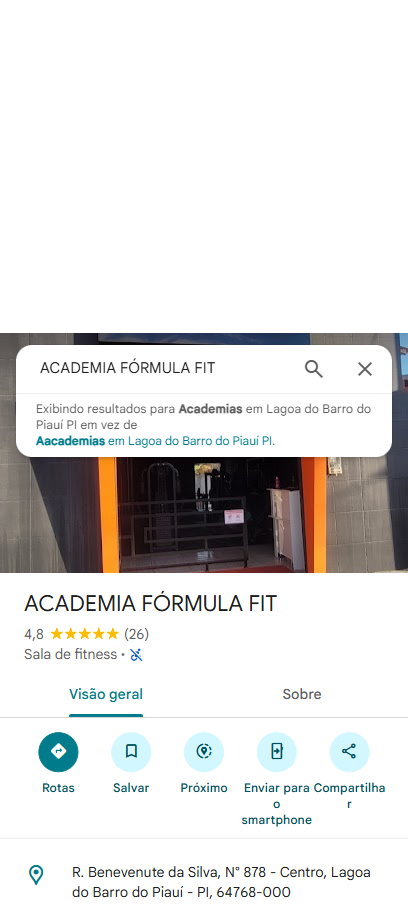 ACADEMIA FÓRMULA FIT
Exibindo resultados para Academias em Lagoa do Barro do
Piauí PI em vez de
Aacademias em Lagoa do Barro do Piauí PI.
ACADEMIA FÓRMULA FIT
4,8 ★★★★★ (26)
Sala de fitness •
Visão geral
Sobre
Rotas
Salvar
Próximo
Enviar para
o
smartphone
Compartilha
r
R. Benevenute da Silva, N° 878 - Centro, Lagoa
do Barro do Piauí - PI, 64768-000